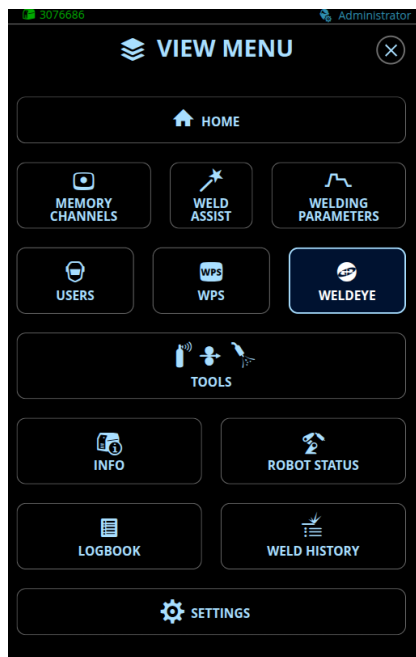 3076686
Administrator
VIEW MENU
HOME
MEMORY
CHANNELS
WELD
ASSIST
WELDING
PARAMETERS
USERS
WPS
WPS
WELDEYE
TOOLS
INFO
ROBOT STATUS
LOGBOOK
WELD HISTORY
SETTINGS